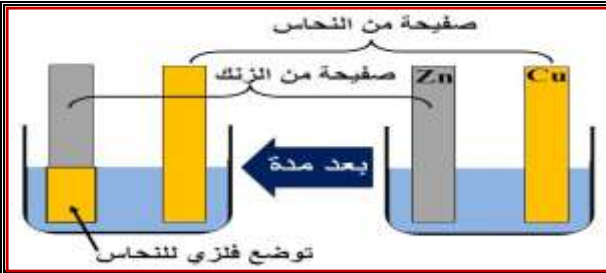 صفيحة من النحاس
صفيحة من الزنك
Zn
Cu
بعد مدة
توضع فلزي للنحاس